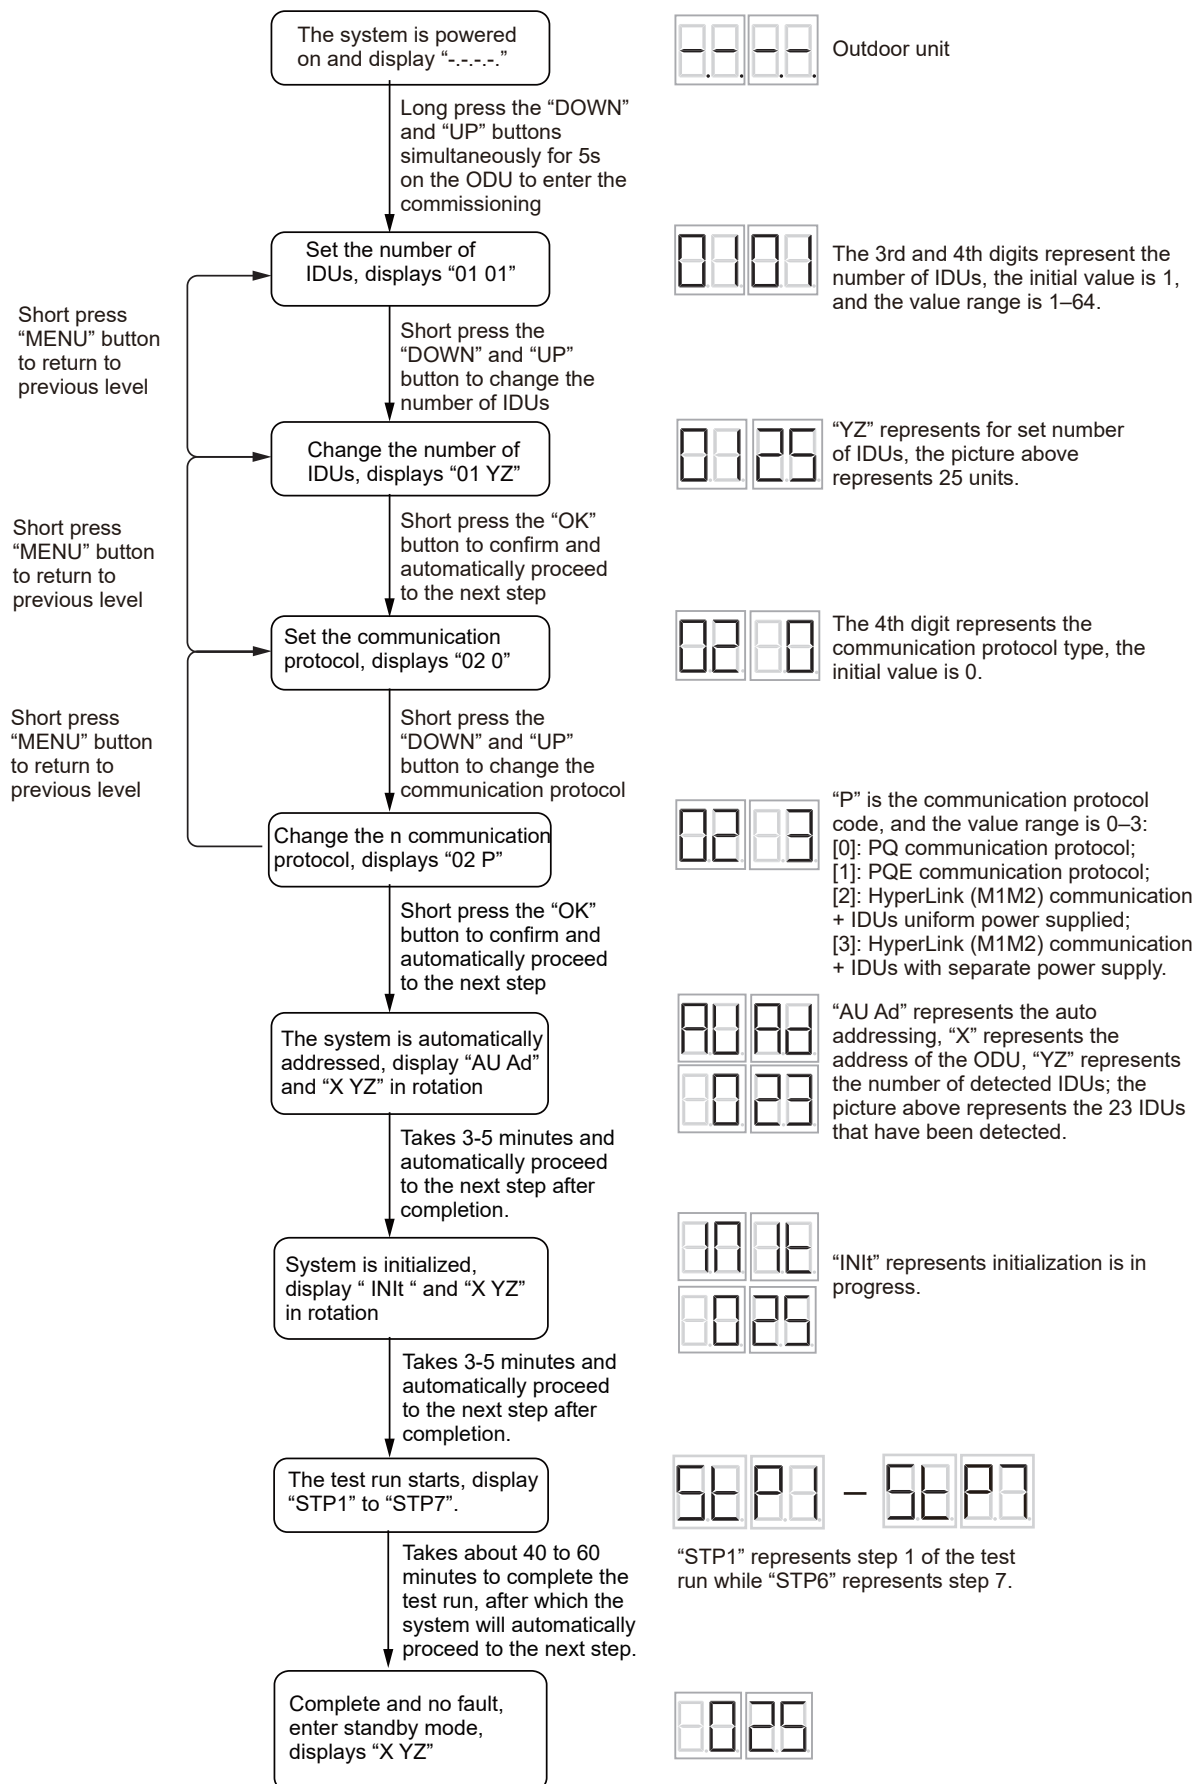 The system is powered
on and display “-.-.-.-.”
-.-.-.-.
Outdoor unit
Long press the “DOWN”
and “UP” buttons
simultaneously for 5s
on the ODU to enter the
commissioning
Set the number of
IDUs, displays “01 01”
0101
The 3rd and 4th digits represent the
number of IDUs, the initial value is 1,
and the value range is 1–64.
Short press
“MENU” button
to return to
previous level
Short press the
“DOWN” and “UP”
button to change the
number of IDUs
Change the number of
IDUs, displays “01 YZ”
0125
“YZ” represents for set number
of IDUs, the picture above
represents 25 units.
Short press
“MENU” button
to return to
previous level
Short press the “OK”
button to confirm and
automatically proceed
to the next step
Set the communication
protocol, displays “02 0”
02 0
The 4th digit represents the
communication protocol type, the
initial value is 0.
Short press
“MENU” button
to return to
previous level
Short press the
“DOWN” and “UP”
button to change the
communication protocol
Change the n communication
protocol, displays “02 P”
02 3
“P” is the communication protocol
code, and the value range is 0–3:
[0]: PQ communication protocol;
[1]: PQE communication protocol;
[2]: HyperLink (M1M2) communication
+ IDUs uniform power supplied;
[3]: HyperLink (M1M2) communication
+ IDUs with separate power supply.
Short press the “OK”
button to confirm and
automatically proceed
to the next step
The system is automatically
addressed, display “AU Ad”
and “X YZ” in rotation
AU Ad
023
“AU Ad” represents the auto
addressing, “X” represents the
address of the ODU, “YZ” represents
the number of detected IDUs; the
picture above represents the 23 IDUs
that have been detected.
Takes 3-5 minutes and
automatically proceed
to the next step after
completion.
System is initialized,
display “ INIt “ and “X YZ”
in rotation
INIt
025
“INIt” represents initialization is in
progress.
Takes 3-5 minutes and
automatically proceed
to the next step after
completion.
The test run starts, display
“STP1” to “STP7”.
StP1 – StP7
“STP1” represents step 1 of the test
run while “STP6” represents step 7.
Takes about 40 to 60
minutes to complete the
test run, after which the
system will automatically
proceed to the next step.
Complete and no fault,
enter standby mode,
displays “X YZ”
025